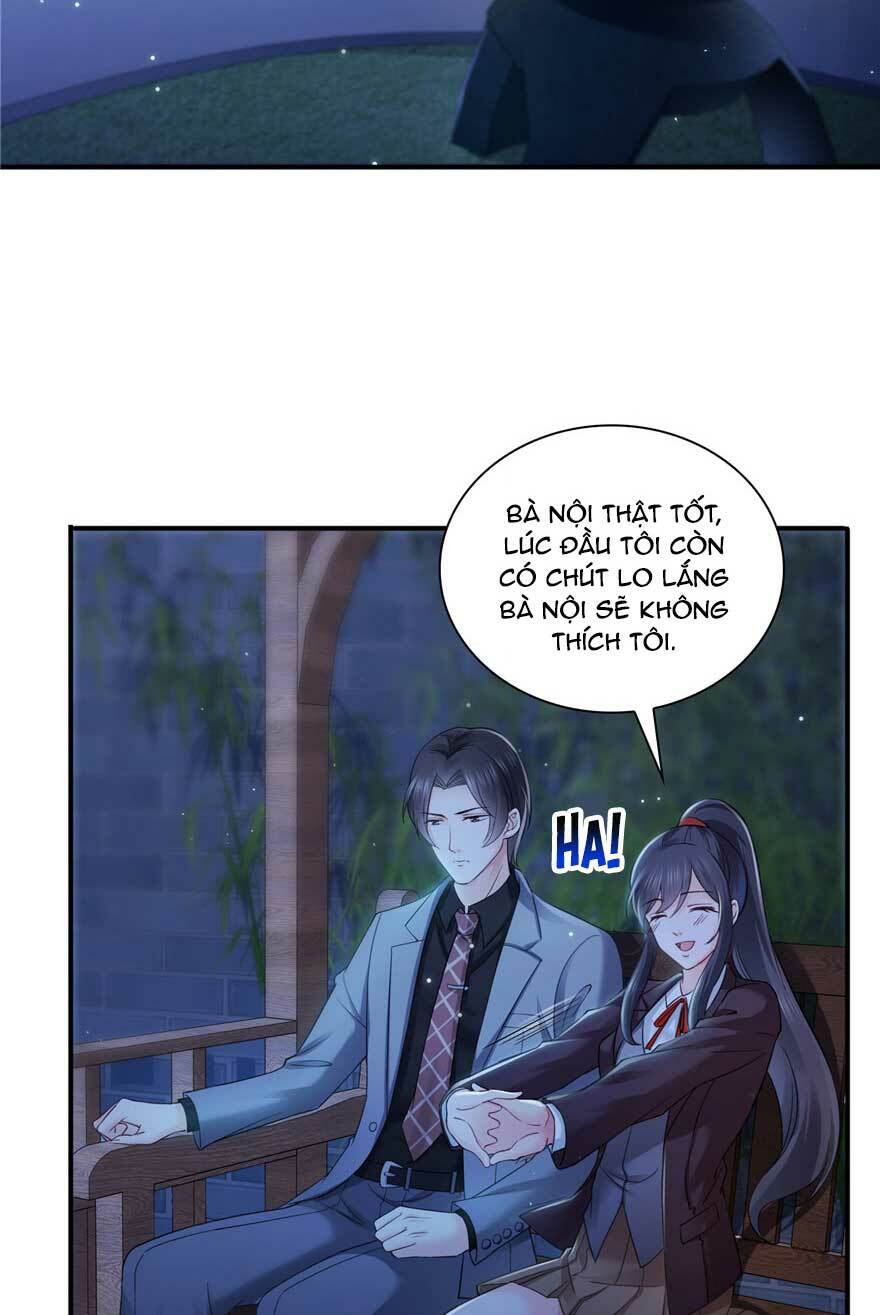 BÀ NỘI THẬT TỐT,
LÚC ĐẦU TÔI CÒN
CÓ CHÚT LO LẮNG
BÀ NỘI SẼ KHÔNG
THÍCH TÔI.
HA!